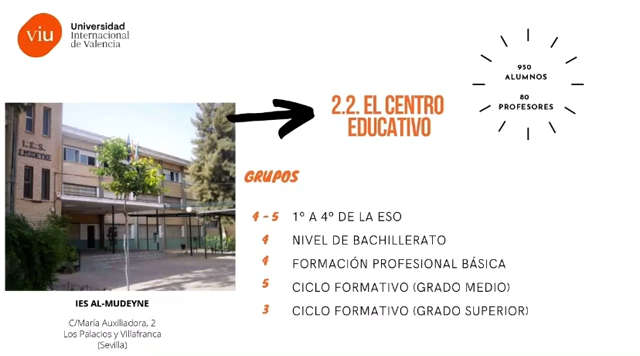 viu
Universidad
Internacional
de Valencia
950
ALUMNOS
80
PROFESORES
2.2. EL CENTRO
EDUCATIVO
I.E.S.
GRUPOS
4 - 5 1º A 4º DE LA ESO
4 NIVEL DE BACHILLERATO
4 FORMACIÓN PROFESIONAL BÁSICA
5 CICLO FORMATIVO (GRADO MEDIO)
3 CICLO FORMATIVO (GRADO SUPERIOR)
IES AL-MUDEYNE
C/María Auxiliadora, 2
Los Palacios y Villafranca
(Sevilla)